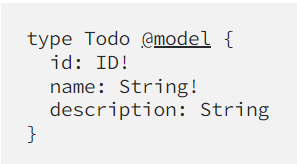 type Todo @model {
  id: ID!
  name: String!
  description: String
}